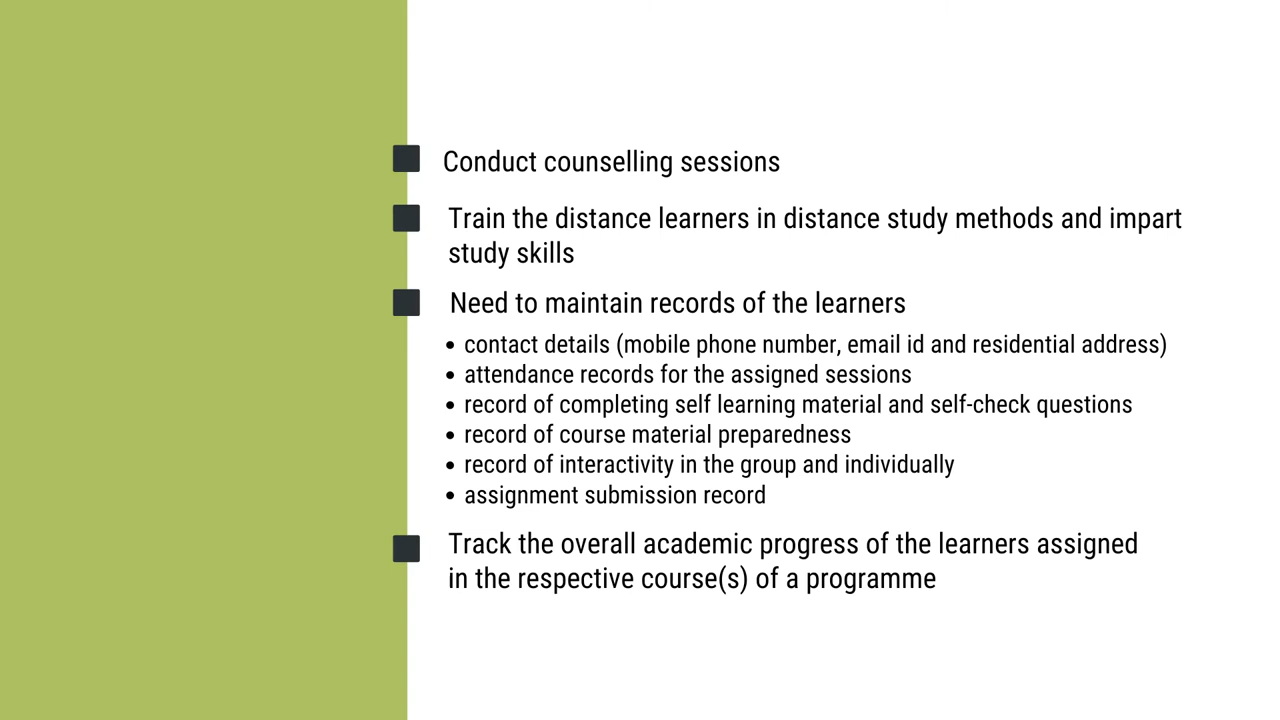 Conduct counselling sessions
Train the distance learners in distance study methods and impart
study skills
Need to maintain records of the learners
• contact details (mobile phone number, email id and residential address)
• attendance records for the assigned sessions
• record of completing self learning material and self-check questions
• record of course material preparedness
• record of interactivity in the group and individually
• assignment submission record
Track the overall academic progress of the learners assigned
in the respective course(s) of a programme